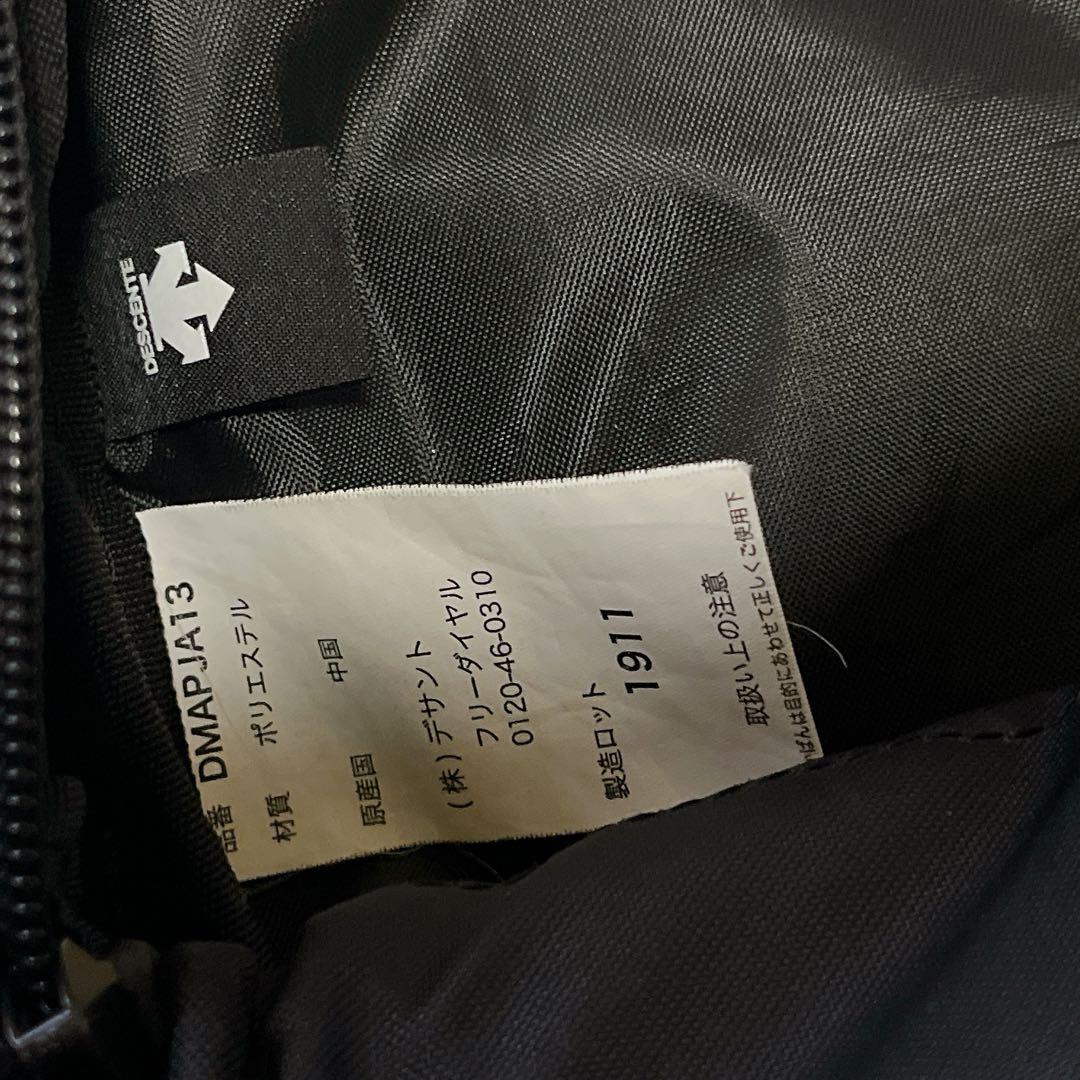 DESCENTE
品番 DMAPJA13
材質 ポリエステル
原産国 中国
(株)デサント
フリーダイヤル
0120-46-0310
製造ロット
1911
取扱い上の注意
ばんは目的にあわせて正しくご使用下